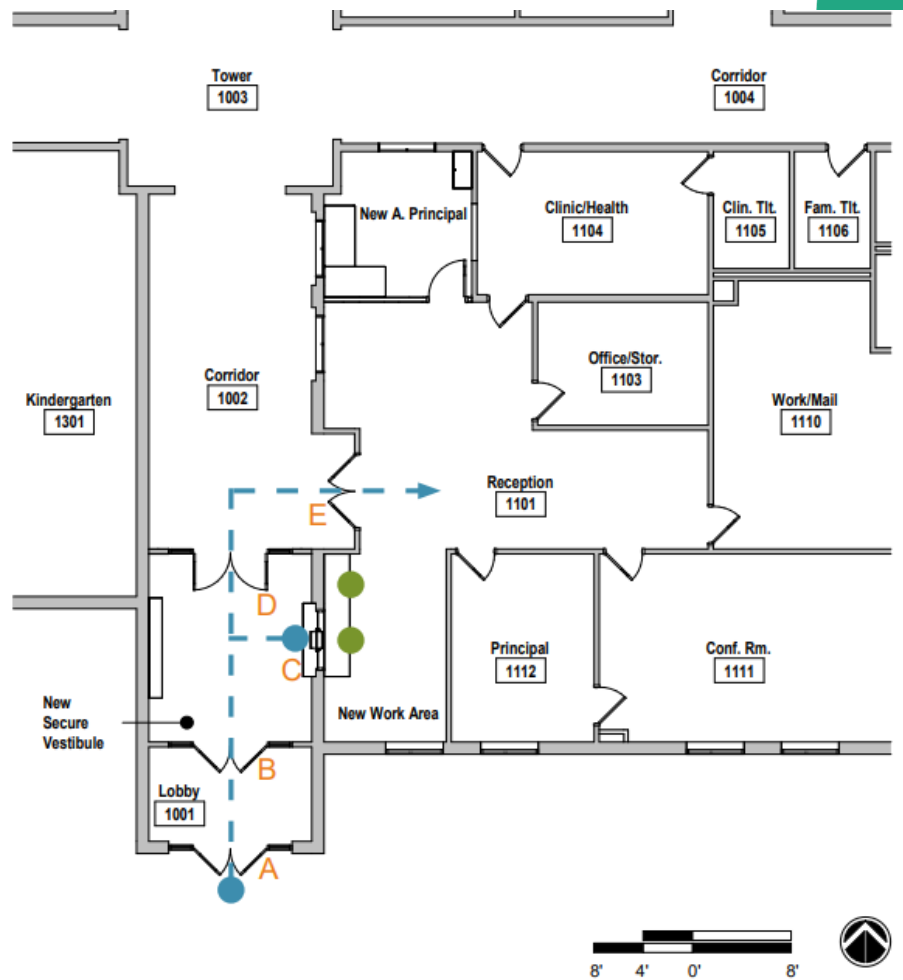 Tower
1003
Corridor
1004
New A. Principal
Clinic/Health
1104
Clin. Tlt.
1105
Fam. Tlt.
1106
Corridor
1002
Office/Stor.
1103
Kindergarten
1301
Work/Mail
1110
Reception
1101
E
D
C
Principal
1112
Conf. Rm.
1111
New
Secure
Vestibule
New Work Area
B
Lobby
1001
A
8' 4' 0' 8'